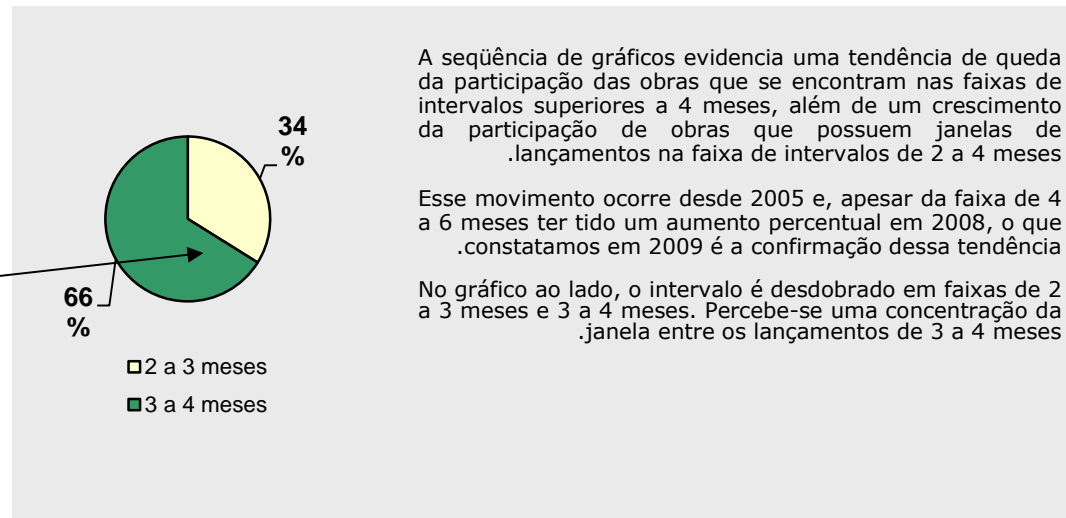 A seqüência de gráficos evidencia uma tendência de queda
da participação das obras que se encontram nas faixas de
intervalos superiores a 4 meses, além de um crescimento
da participação de obras que possuem janelas de
.lançamentos na faixa de intervalos de 2 a 4 meses
Esse movimento ocorre desde 2005 e, apesar da faixa de 4
a 6 meses ter tido um aumento percentual em 2008, o que
.constatamos em 2009 é a confirmação dessa tendência
No gráfico ao lado, o intervalo é desdobrado em faixas de 2
a 3 meses e 3 a 4 meses. Percebe-se uma concentração da
.janela entre os lançamentos de 3 a 4 meses
34
%
66
%
2 a 3 meses
3 a 4 meses